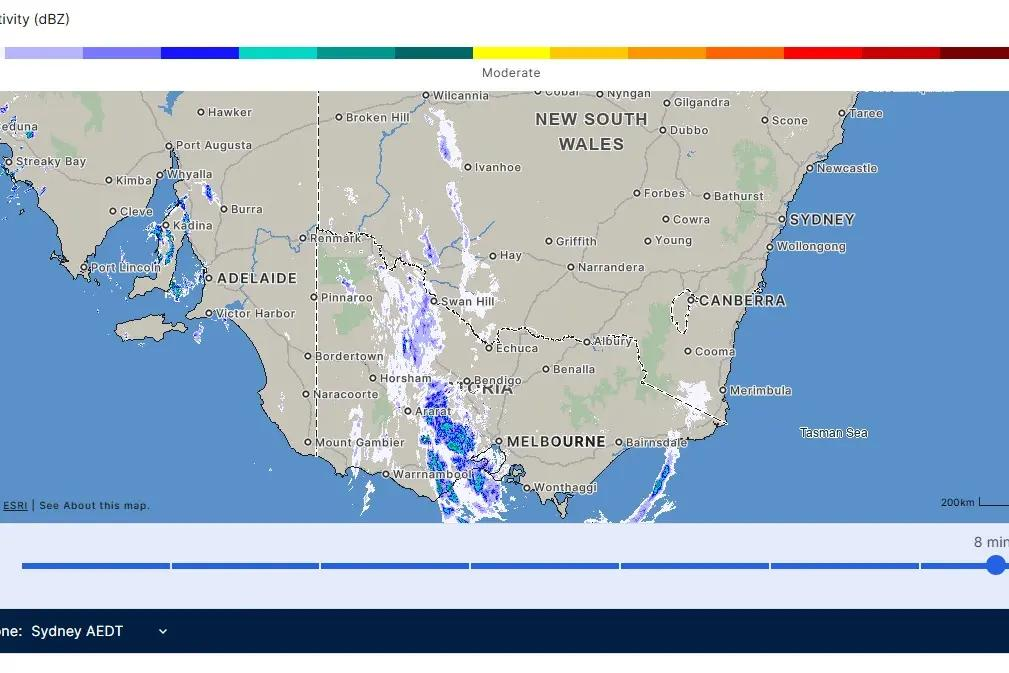 tivity (dBZ)
Moderate
Wilcannia
Cobar
Nyngan
Gilgandra
Hawker
Broken Hill
NEW SOUTH
WALES
Scone
Taree
eduna
Dubbo
Port Augusta
Streaky Bay
Ivanhoe
Newcastle
Kimba
Whyalla
Forbes
Bathurst
Cleve
Burra
Cowra
SYDNEY
Kadina
Renmark
Griffith
Young
Wollongong
Hay
Port Lincoln
ADELAIDE
Narrandera
Pinnaroo
Swan Hill
CANBERRA
Victor Harbor
Albury
Echuca
Cooma
Bordertown
Benalla
Horsham
Bendigo
TORIA
Naracoorte
Merimbula
Ararat
Tasman Sea
Mount Gambier
MELBOURNE
Bairnsdale
Warrnambool
Wonthaggi
ESRI | See About this map.
200km
8 min
one: Sydney AEDT